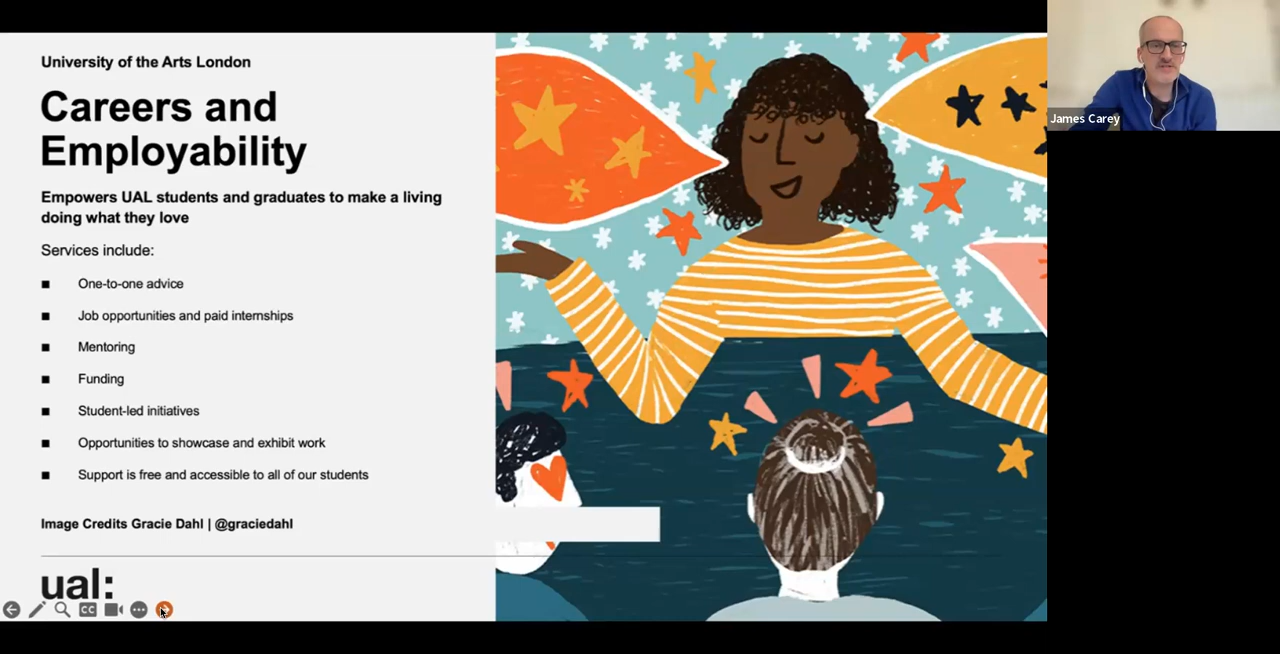 University of the Arts London
Careers and
Employability
Empowers UAL students and graduates to make a living
doing what they love
Services include:
One-to-one advice
Job opportunities and paid internships
Mentoring
Funding
Student-led initiatives
Opportunities to showcase and exhibit work
Support is free and accessible to all of our students
Image Credits Gracie Dahl | @graciedahl
ual:
CC
James Carey